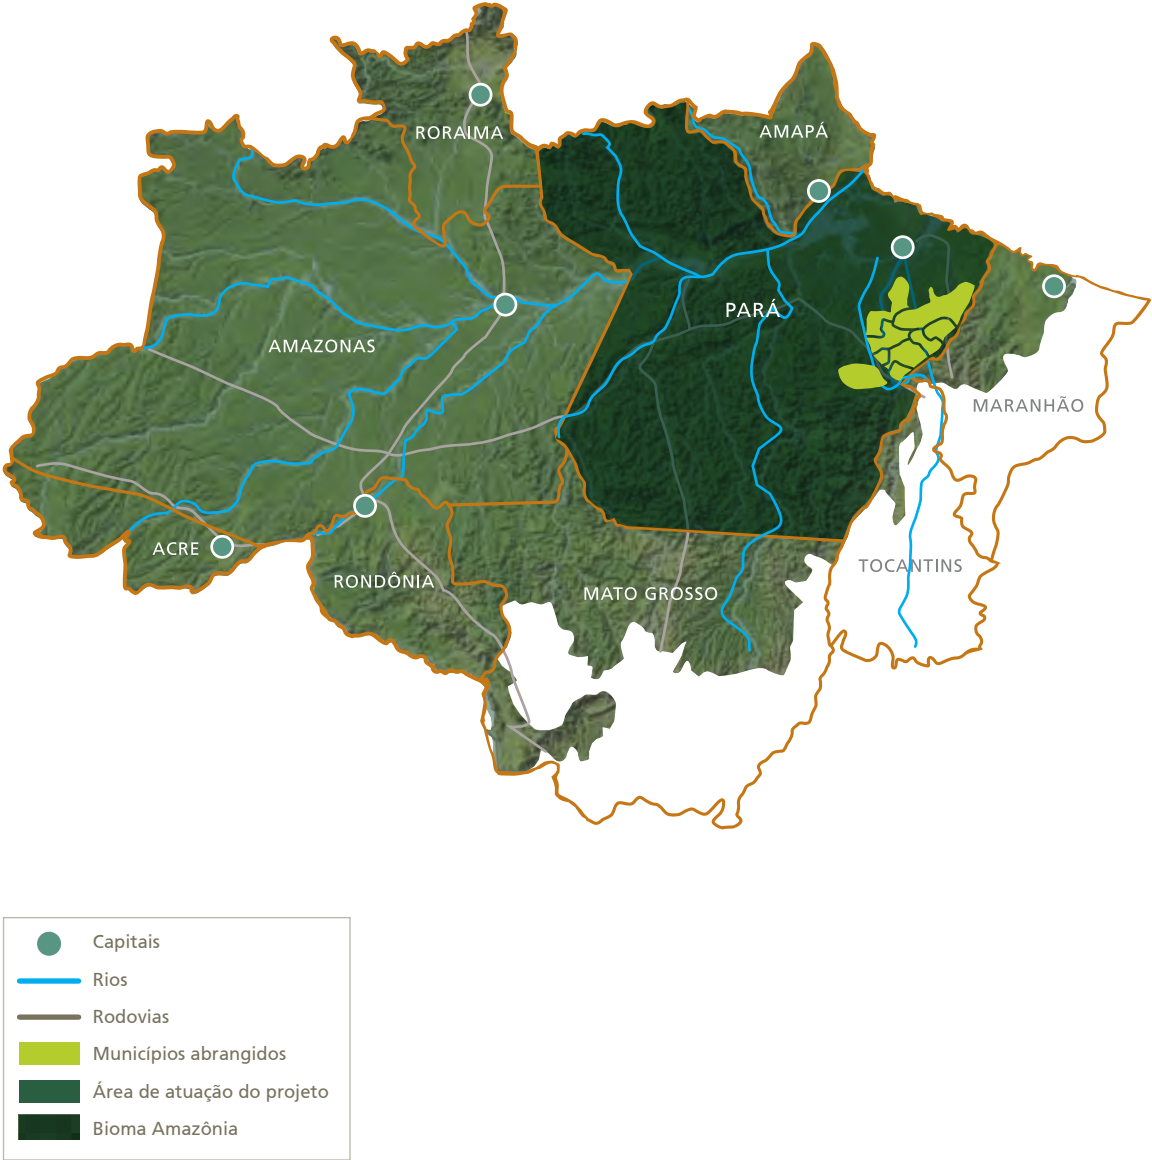 RORAIMA
AMAPÁ
PARÁ
AMAZONAS
MARANHÃO
ACRE
RONDÔNIA
MATO GROSSO
TOCANTINS
Capitais
Rios
Rodovias
Municípios abrangidos
Área de atuação do projeto
Bioma Amazônia